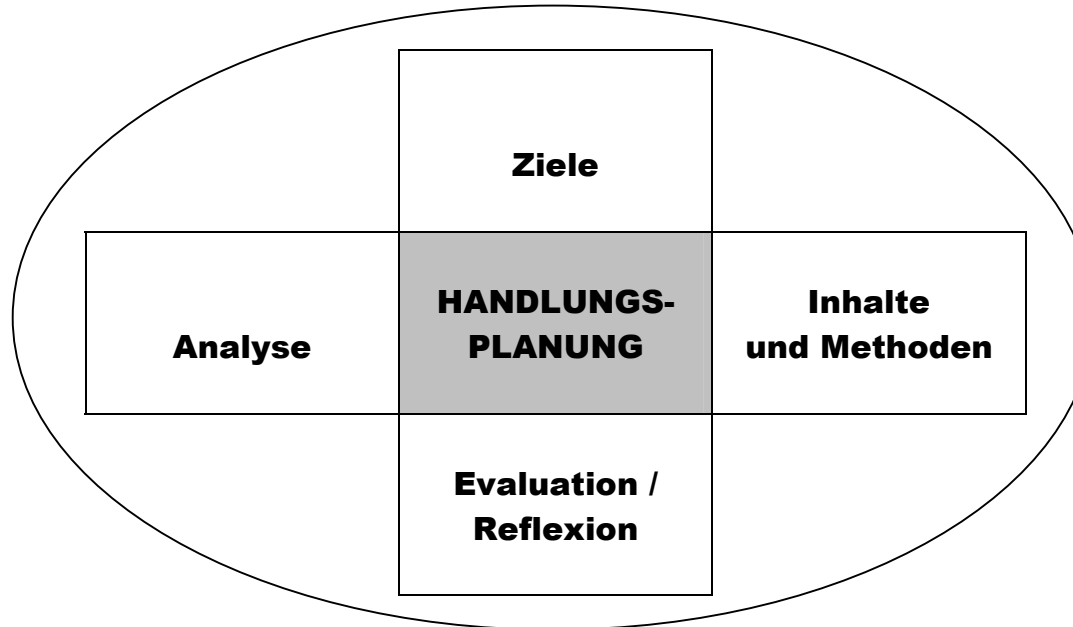 Ziele
Analyse
HANDLUNGS-
PLANUNG
Inhalte
und Methoden
Evaluation /
Reflexion